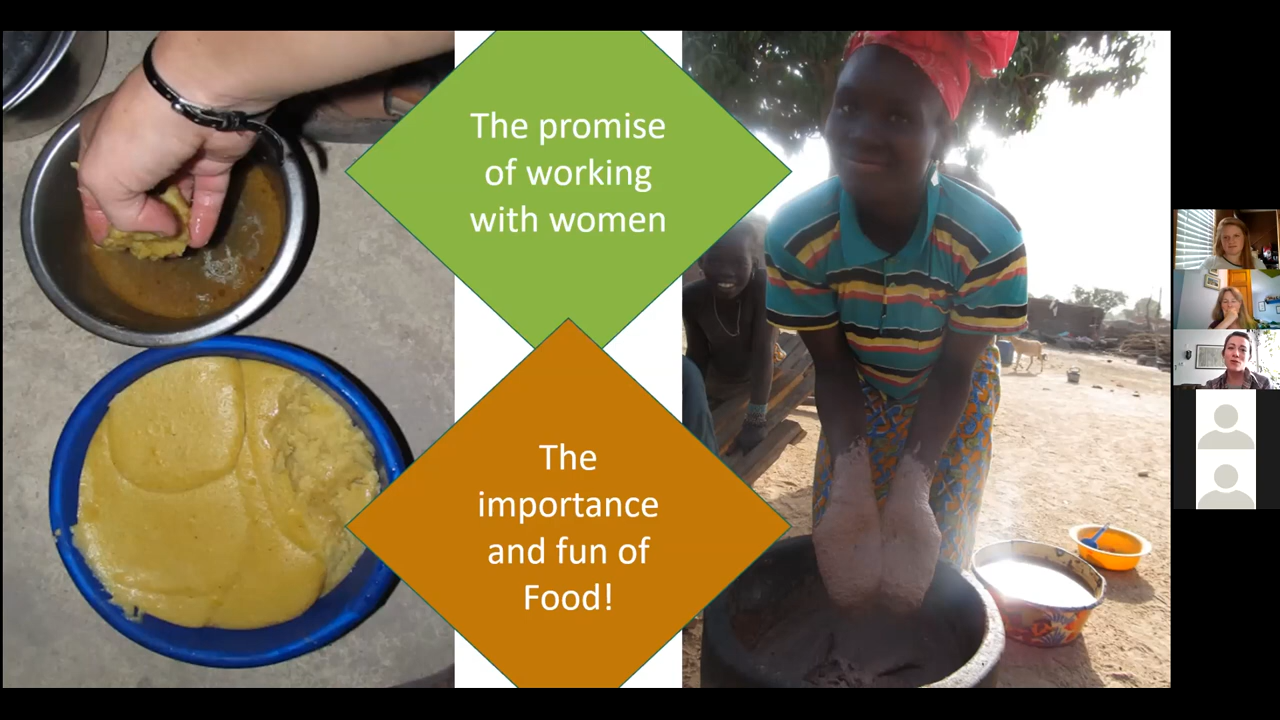 The promise
of working
with women
The
importance
and fun of
Food!